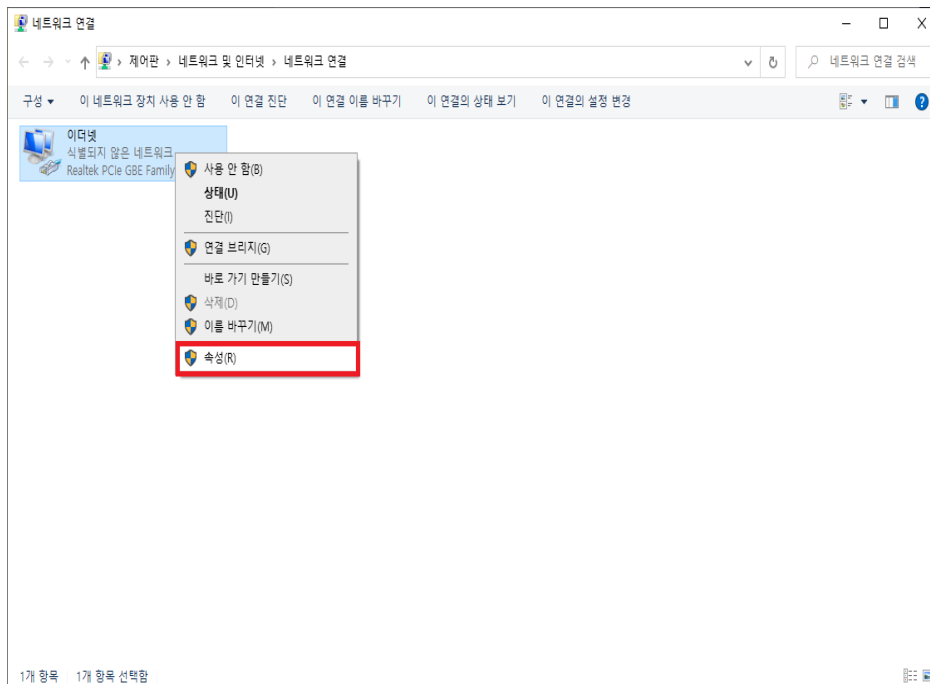 네트워크 연결
제어판 › 네트워크 및 인터넷 › 네트워크 연결
네트워크 연결 검색
구성 이 네트워크 장치 사용 안 함 이 연결 진단 이 연결 이름 바꾸기 이 연결의 상태 보기 이 연결의 설정 변경
이더넷
식별되지 않은 네트워크
Realtek PCIe GBE Family
사용 안 함(B)
상태(U)
진단(I)
연결 브리지(G)
바로 가기 만들기(S)
삭제(D)
이름 바꾸기(M)
속성(R)
1개 항목 1개 항목 선택함